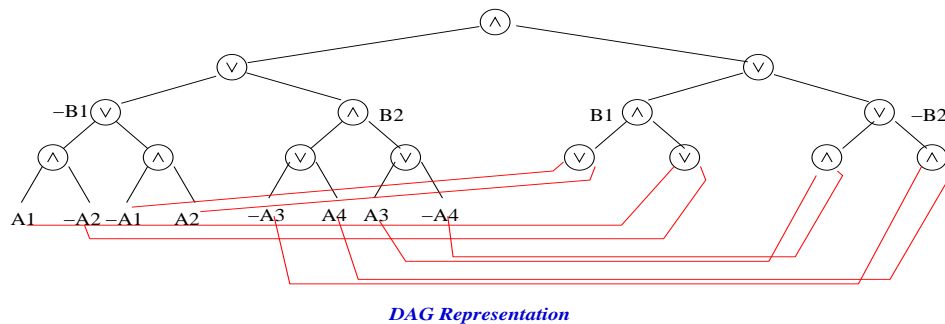 ∧
∨ ∨
−B1 ∨ ∧ B2 B1 ∧ ∨ −B2
∧ ∧ ∨ ∨ ∨ ∨ ∧ ∧
A1 −A2 −A1 A2 −A3 A4 A3 −A4
DAG Representation